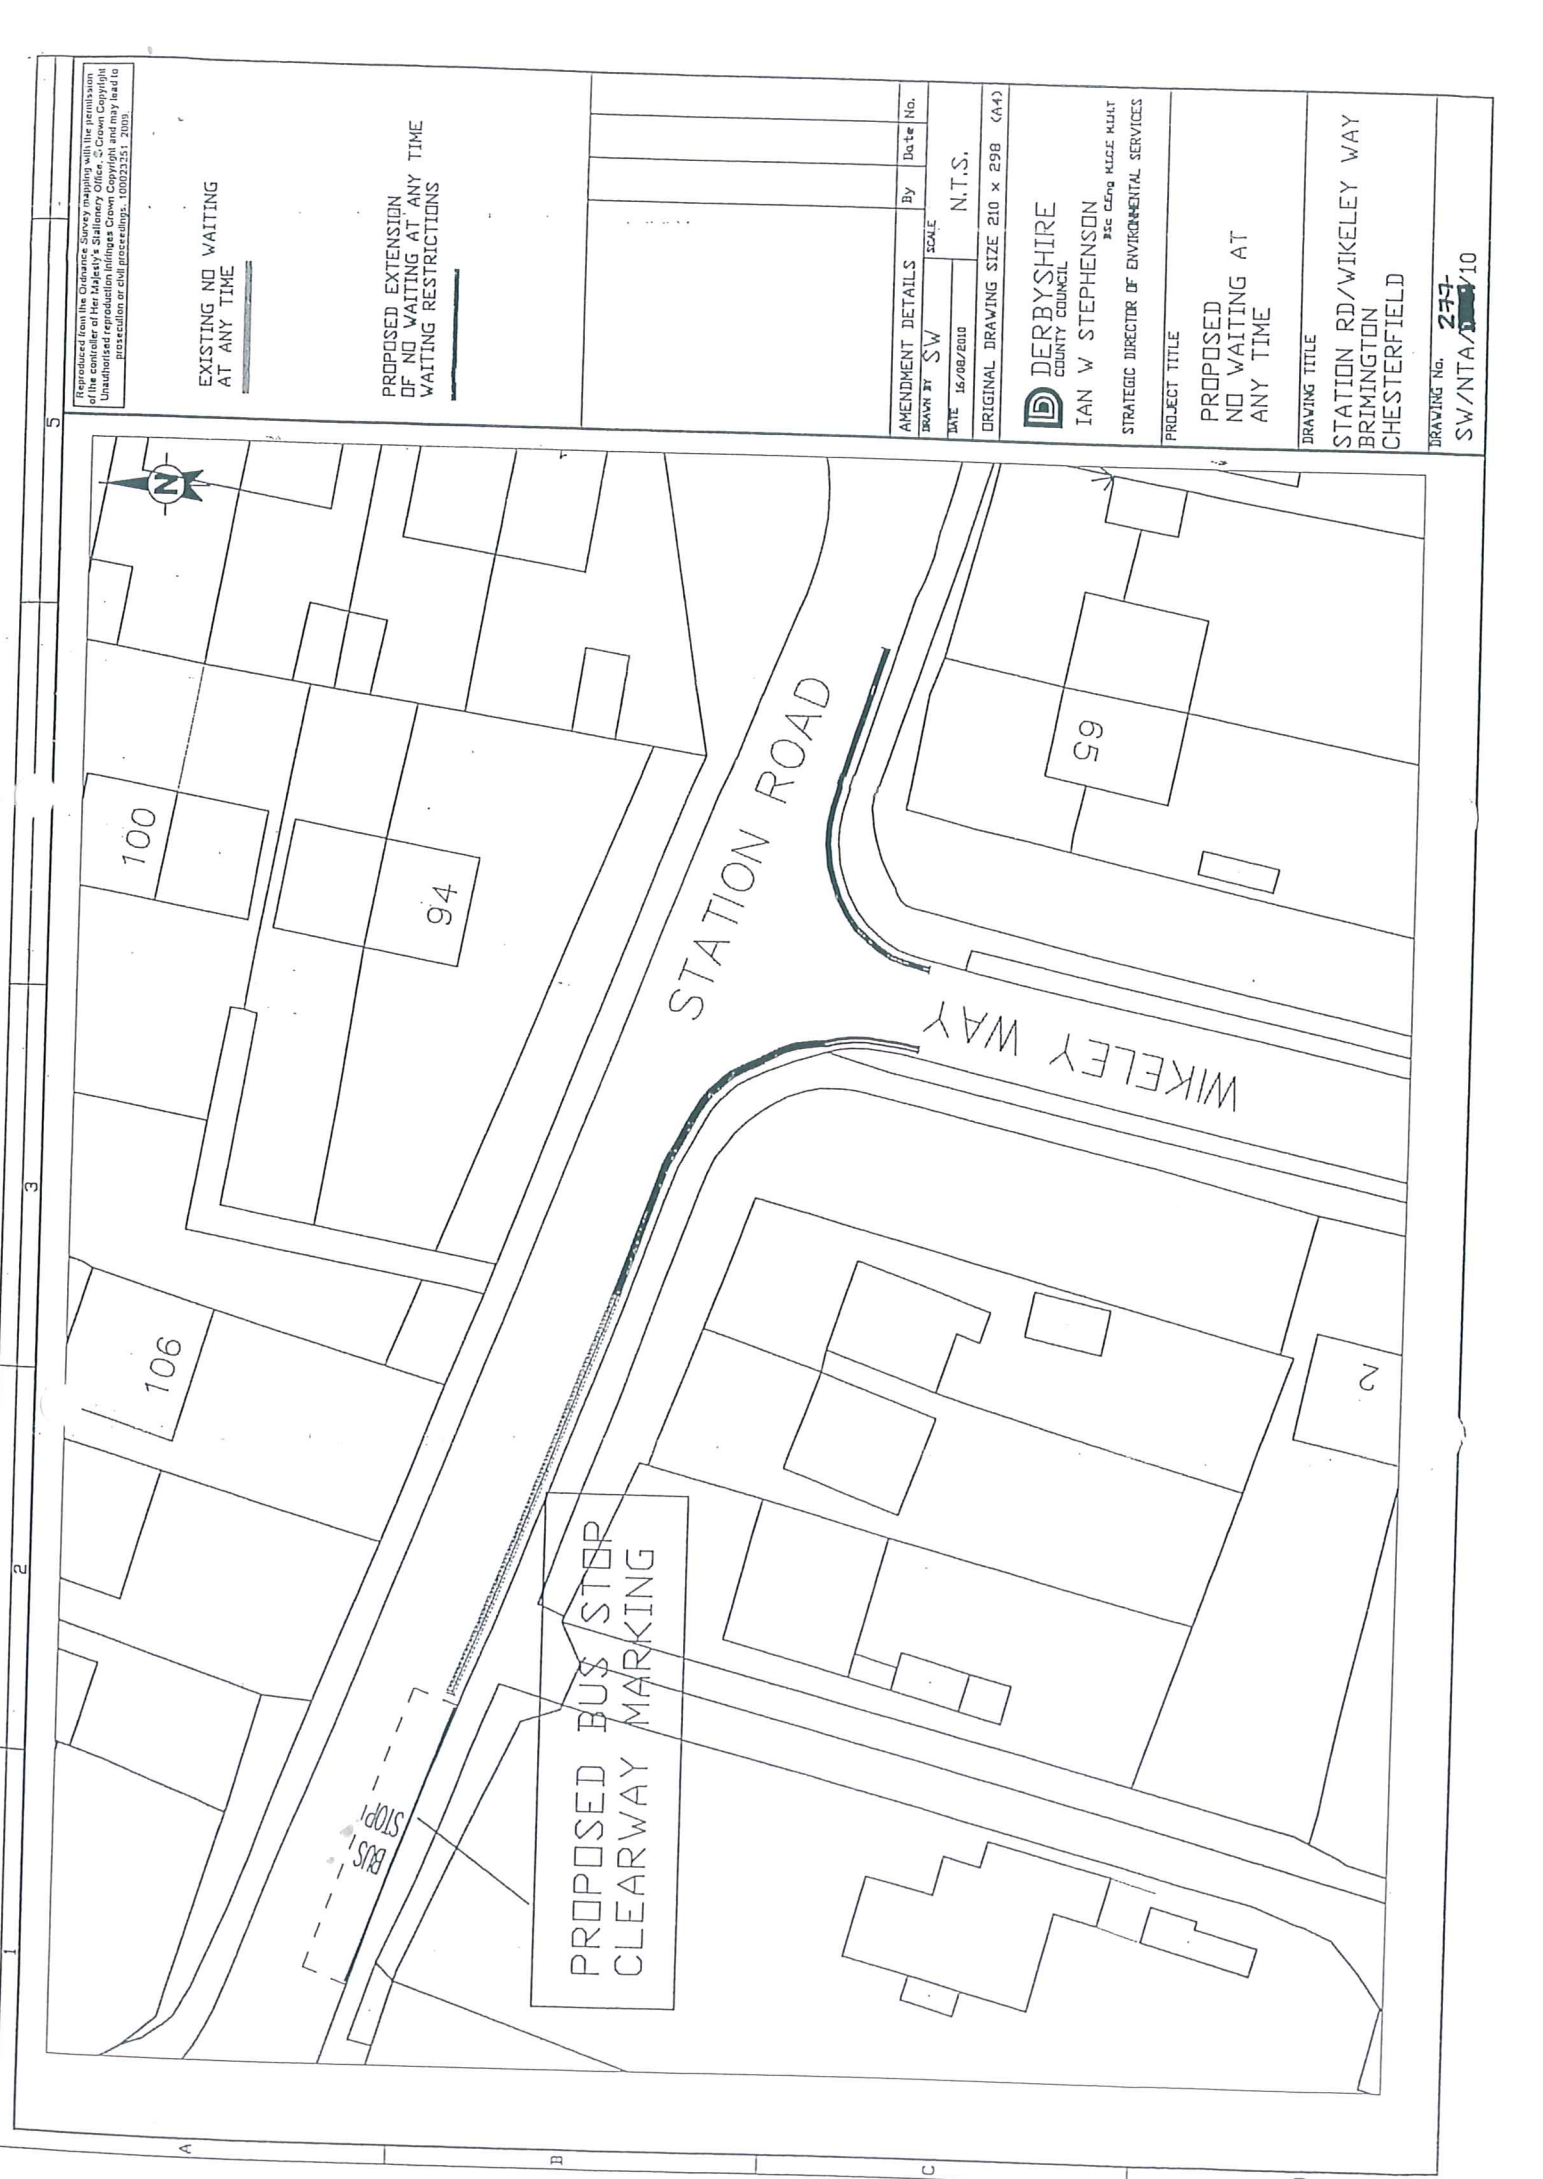 Reproduced from the Ordnance Survey mapping with the permission
of the controller of Her Majesty's Stationery Office, © Crown Copyright
Unauthorised reproduction infringes Crown Copyright and may lead to
prosecution or civil proceedings. 100023251 2009.
EXISTING NO WAITING
AT ANY TIME
PROPOSED EXTENSION
OF NO WAITING AT ANY TIME
WAITING RESTRICTIONS
AMENDMENT DETAILS By Date No.
DRAWN BY SW
SCALE N.T.S.
DATE 16/08/2010
ORIGINAL DRAWING SIZE 210 x 298 (A4)
D DERBYSHIRE
COUNTY COUNCIL
IAN W STEPHENSON
BSc CEng M.I.C.E M.I.H.T
STRATEGIC DIRECTOR OF ENVIRONMENTAL SERVICES
PROJECT TITLE
PROPOSED
NO WAITING AT
ANY TIME
DRAWING TITLE
STATION RD/WIKELEY WAY
BRIMINGTON
CHESTERFIELD
DRAWING No.
277
SW/NTA/ /10
1
2
3
5
A
B
C
N
100
94
106
65
2
STATION ROAD
WIKELEY WAY
BUS
STOP
PROPOSED BUS STOP
CLEARWAY MARKING